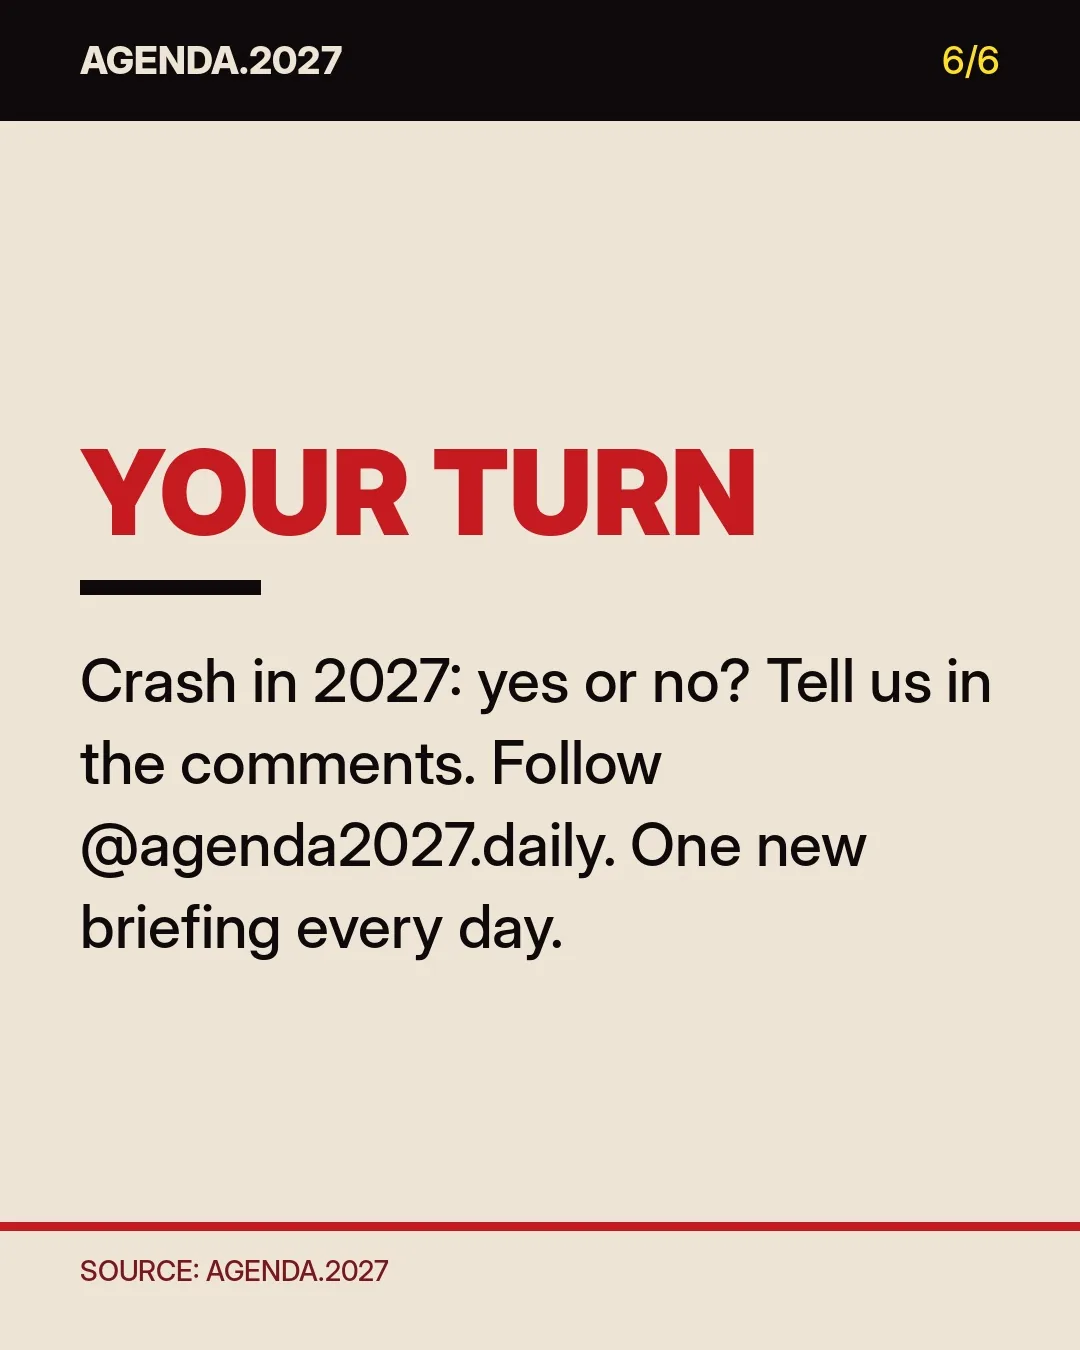 AGENDA.2027
6/6
YOUR TURN
Crash in 2027: yes or no? Tell us in
the comments. Follow
@agenda2027.daily. One new
briefing every day.
SOURCE: AGENDA.2027